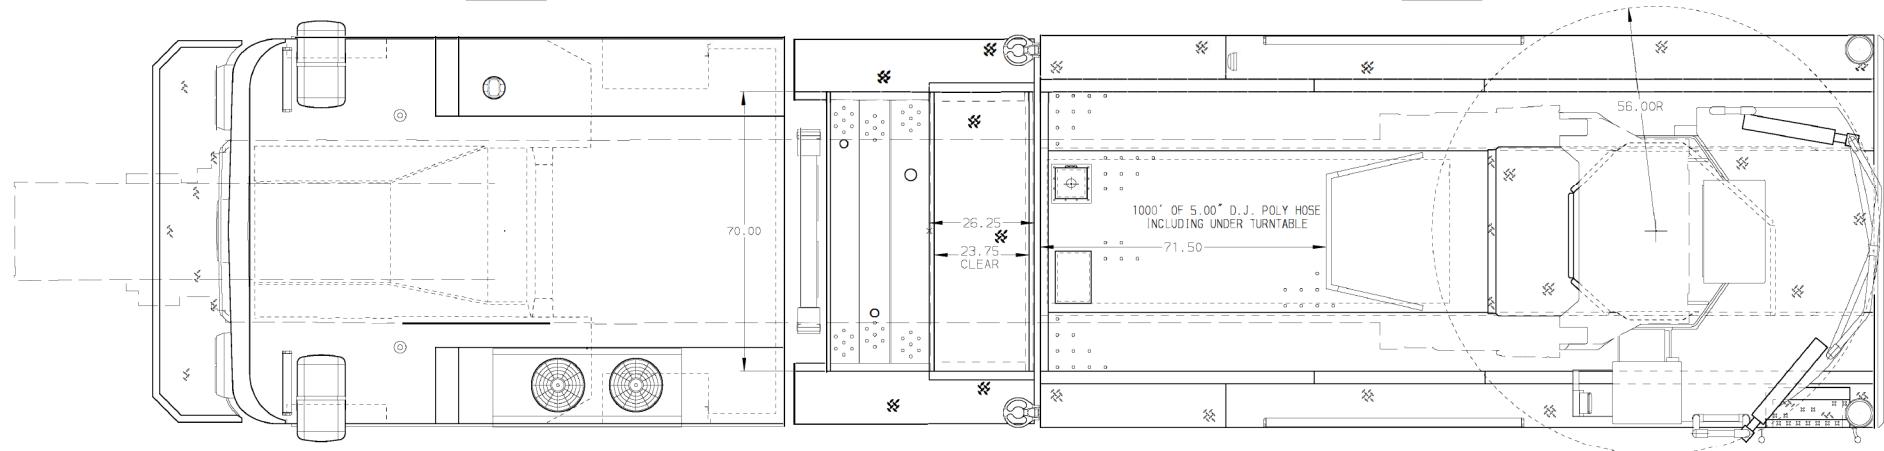 56.00R
1000' OF 5.00" D.J. POLY HOSE
INCLUDING UNDER TURNTABLE
70.00
26.25
71.50
23.75
CLEAR